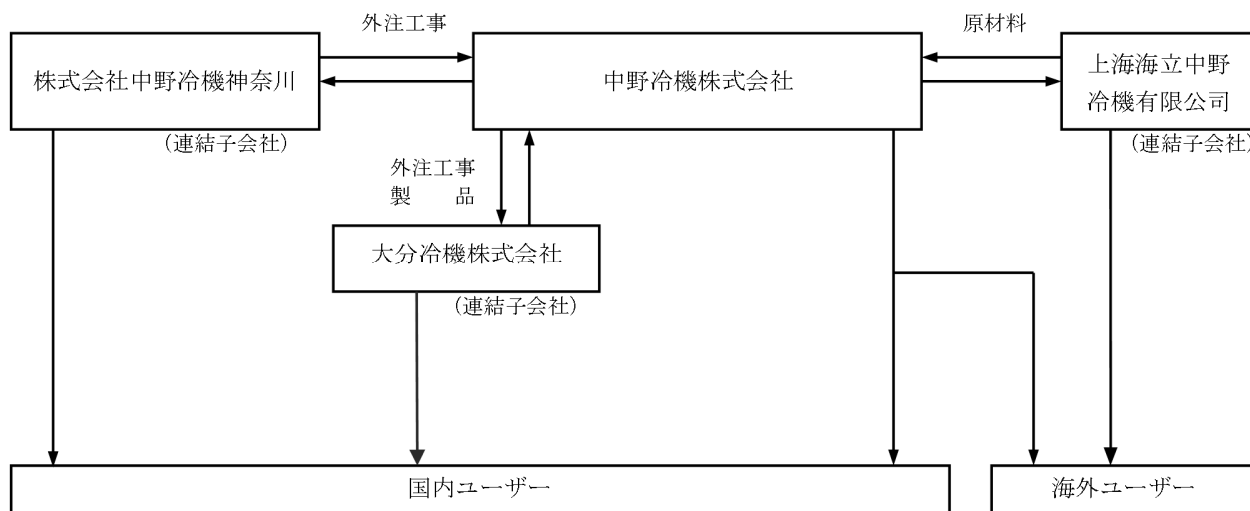 外注工事
原材料
株式会社中野冷機神奈川
中野冷機株式会社
上海海立中野
冷機有限公司
(連結子会社)
(連結子会社)
外注工事
製　　品
大分冷機株式会社
(連結子会社)
国内ユーザー
海外ユーザー